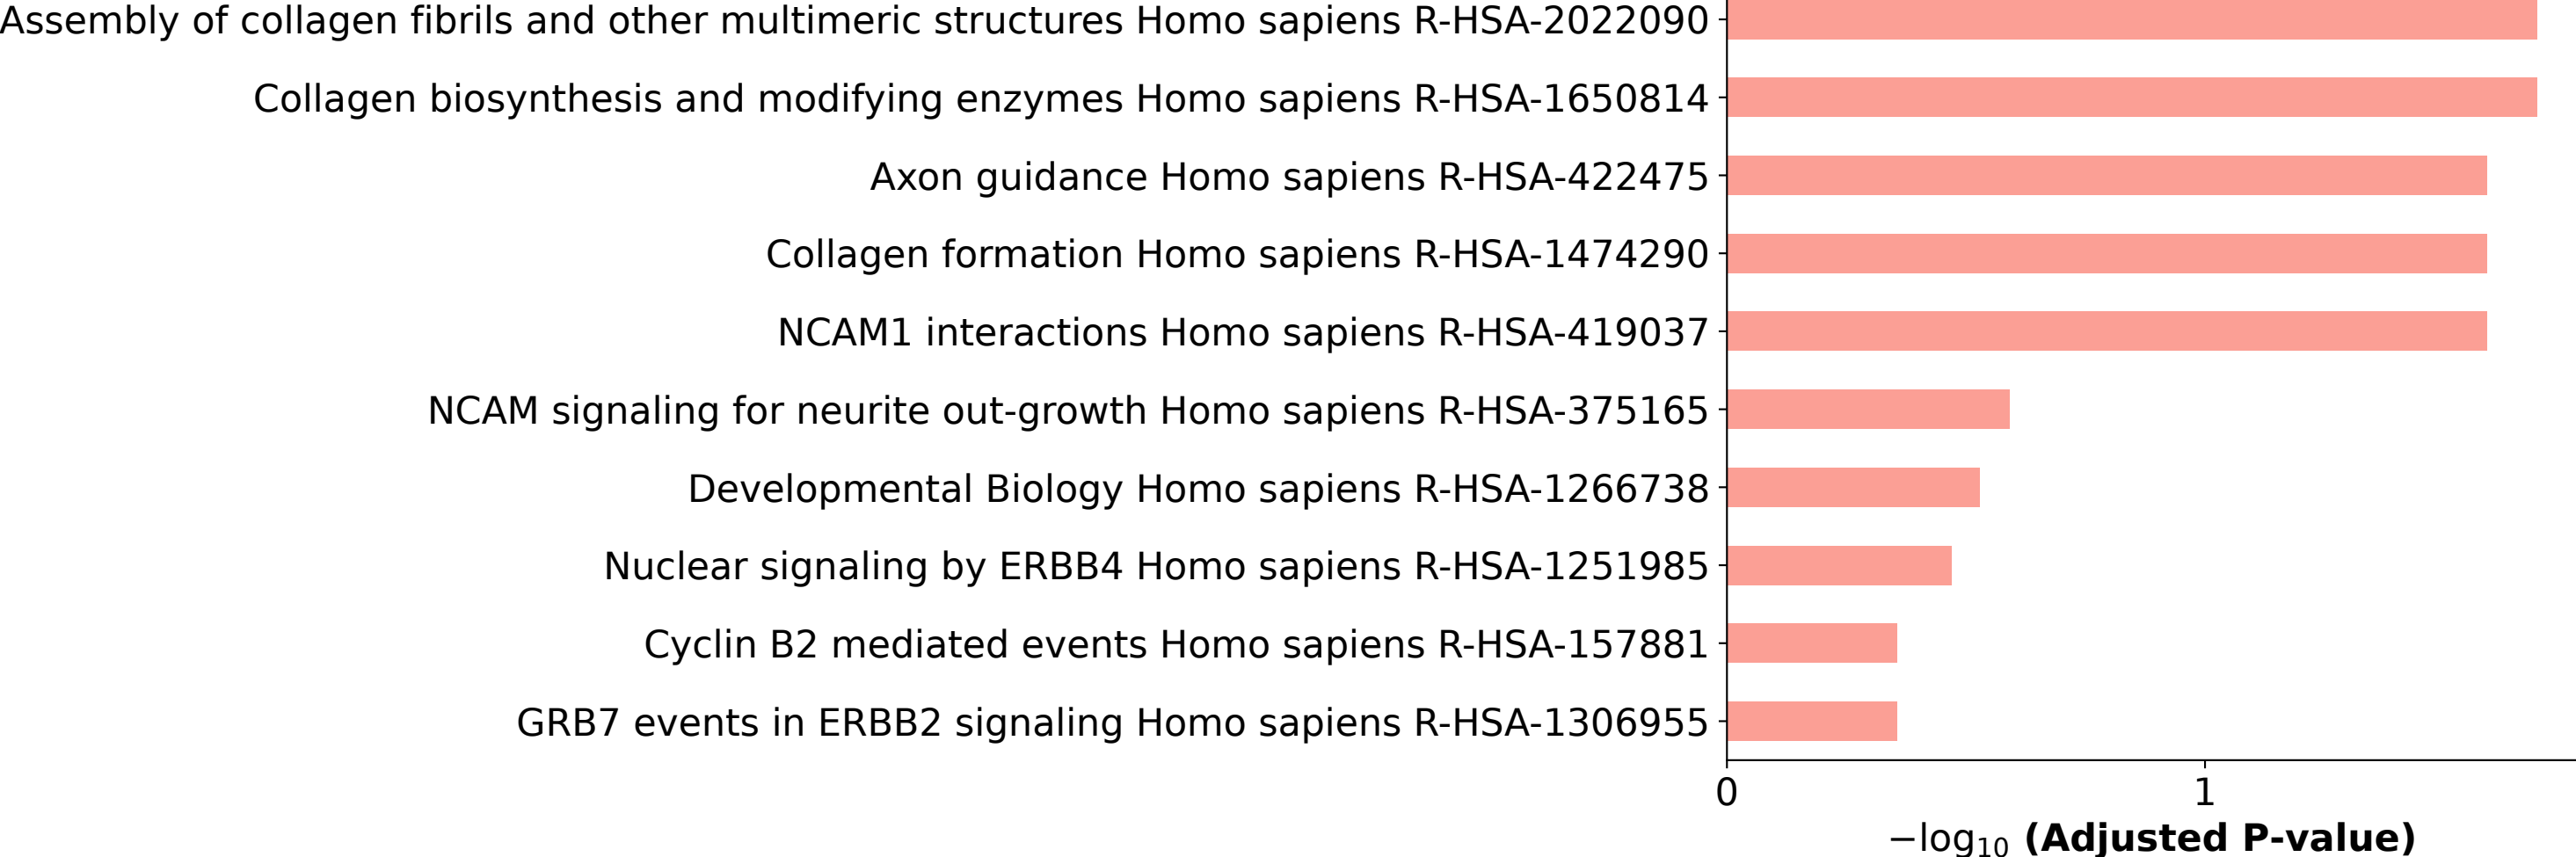 Assembly of collagen fibrils and other multimeric structures Homo sapiens R-HSA-2022090
Collagen biosynthesis and modifying enzymes Homo sapiens R-HSA-1650814
Axon guidance Homo sapiens R-HSA-422475
Collagen formation Homo sapiens R-HSA-1474290
NCAM1 interactions Homo sapiens R-HSA-419037
NCAM signaling for neurite out-growth Homo sapiens R-HSA-375165
Developmental Biology Homo sapiens R-HSA-1266738
Nuclear signaling by ERBB4 Homo sapiens R-HSA-1251985
Cyclin B2 mediated events Homo sapiens R-HSA-157881
GRB7 events in ERBB2 signaling Homo sapiens R-HSA-1306955
0 1
−log₁₀ (Adjusted P-value)